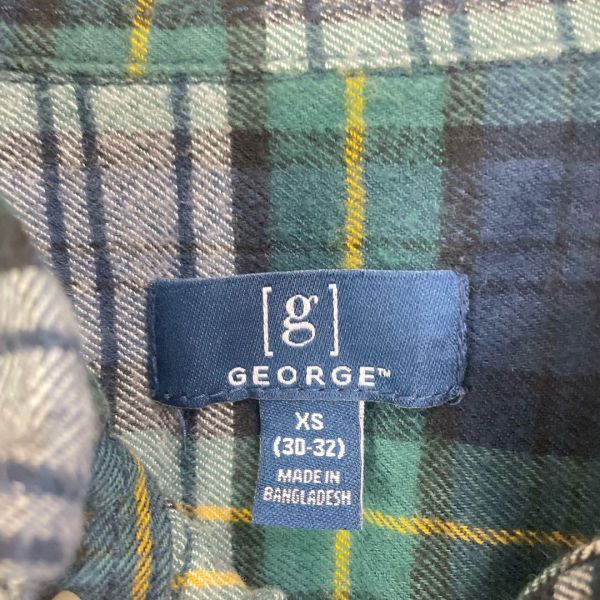 [g]
GEORGE™
XS
(30-32)
MADE IN
BANGLADESH